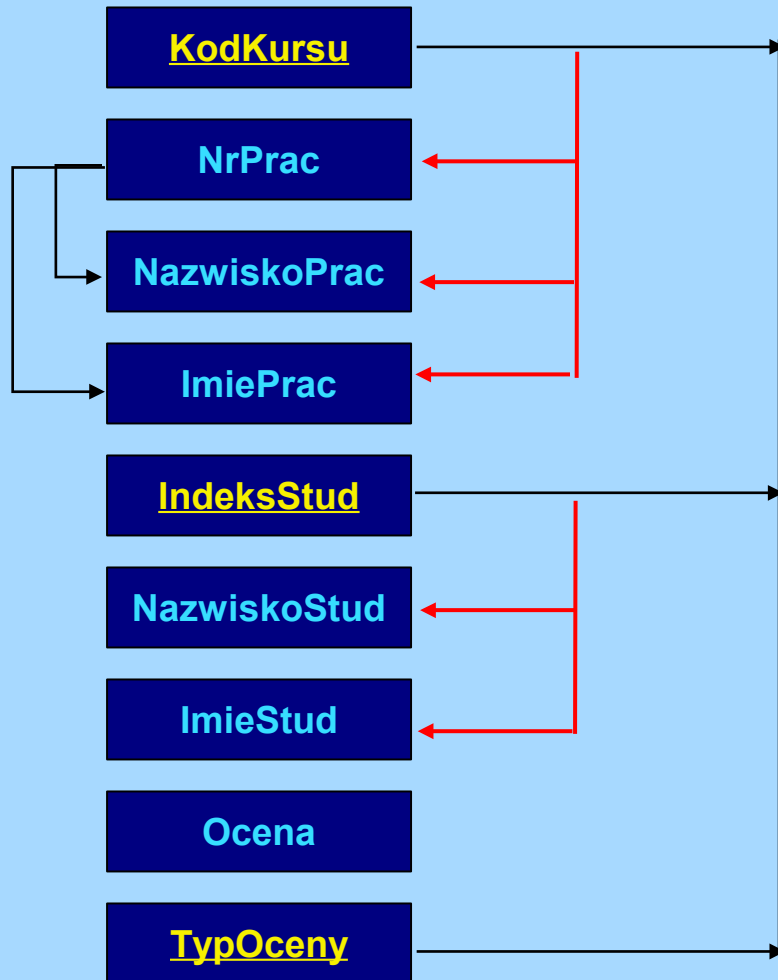 KodKursu
NrPrac
NazwiskoPrac
ImiePrac
IndeksStud
NazwiskoStud
ImieStud
Ocena
TypOceny